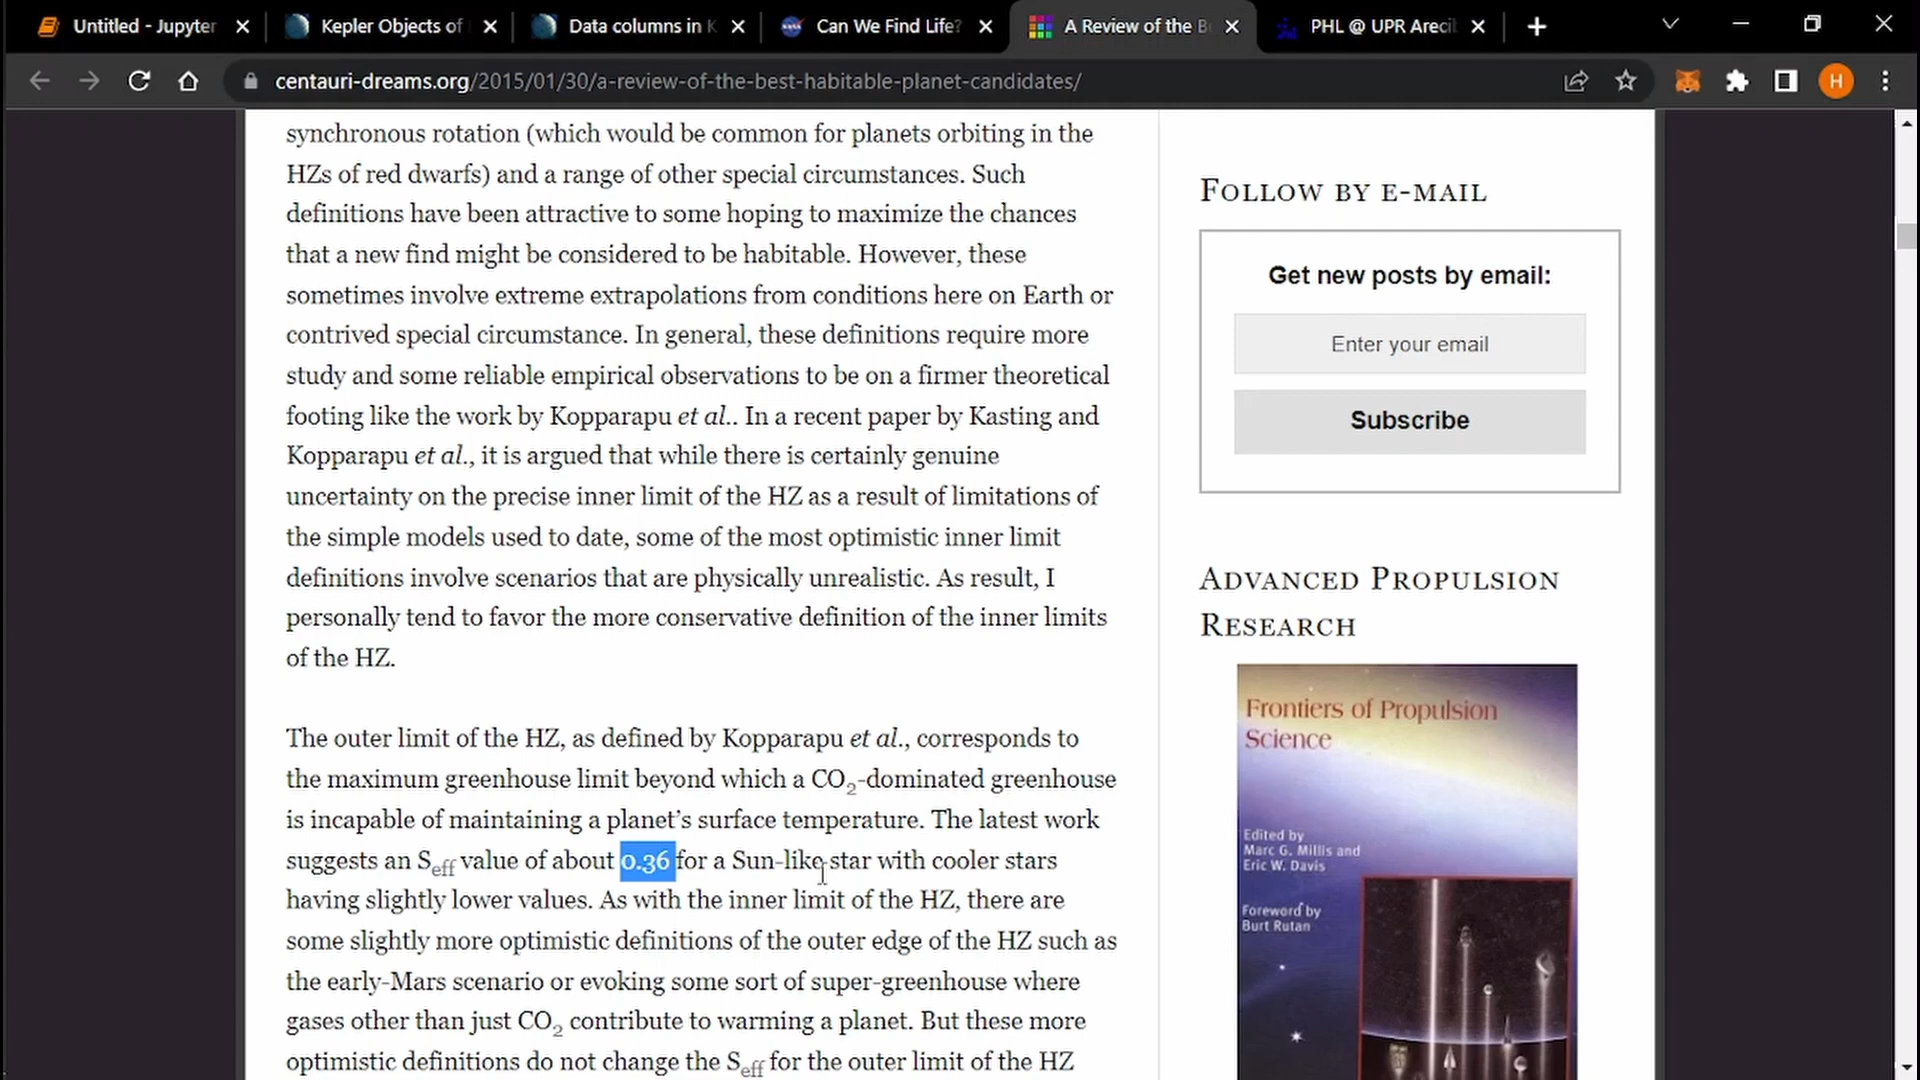 Untitled - Jupyter
Kepler Objects of
Data columns in K
Can We Find Life?
A Review of the B
PHL @ UPR Areci
centauri-dreams.org/2015/01/30/a-review-of-the-best-habitable-planet-candidates/
H
synchronous rotation (which would be common for planets orbiting in the
HZs of red dwarfs) and a range of other special circumstances. Such
definitions have been attractive to some hoping to maximize the chances
that a new find might be considered to be habitable. However, these
sometimes involve extreme extrapolations from conditions here on Earth or
contrived special circumstance. In general, these definitions require more
study and some reliable empirical observations to be on a firmer theoretical
footing like the work by Kopparapu et al.. In a recent paper by Kasting and
Kopparapu et al., it is argued that while there is certainly genuine
uncertainty on the precise inner limit of the HZ as a result of limitations of
the simple models used to date, some of the most optimistic inner limit
definitions involve scenarios that are physically unrealistic. As result, I
personally tend to favor the more conservative definition of the inner limits
of the HZ.
The outer limit of the HZ, as defined by Kopparapu et al., corresponds to
the maximum greenhouse limit beyond which a CO2-dominated greenhouse
is incapable of maintaining a planet’s surface temperature. The latest work
suggests an Seff value of about 0.36 for a Sun-like star with cooler stars
having slightly lower values. As with the inner limit of the HZ, there are
some slightly more optimistic definitions of the outer edge of the HZ such as
the early-Mars scenario or evoking some sort of super-greenhouse where
gases other than just CO2 contribute to warming a planet. But these more
optimistic definitions do not change the Seff for the outer limit of the HZ
Follow by e-mail
Get new posts by email:
Enter your email
Subscribe
Advanced Propulsion
Research
Frontiers of Propulsion
Science
Edited by
Marc G. Millis and
Eric W. Davis
Foreword by
Burt Rutan